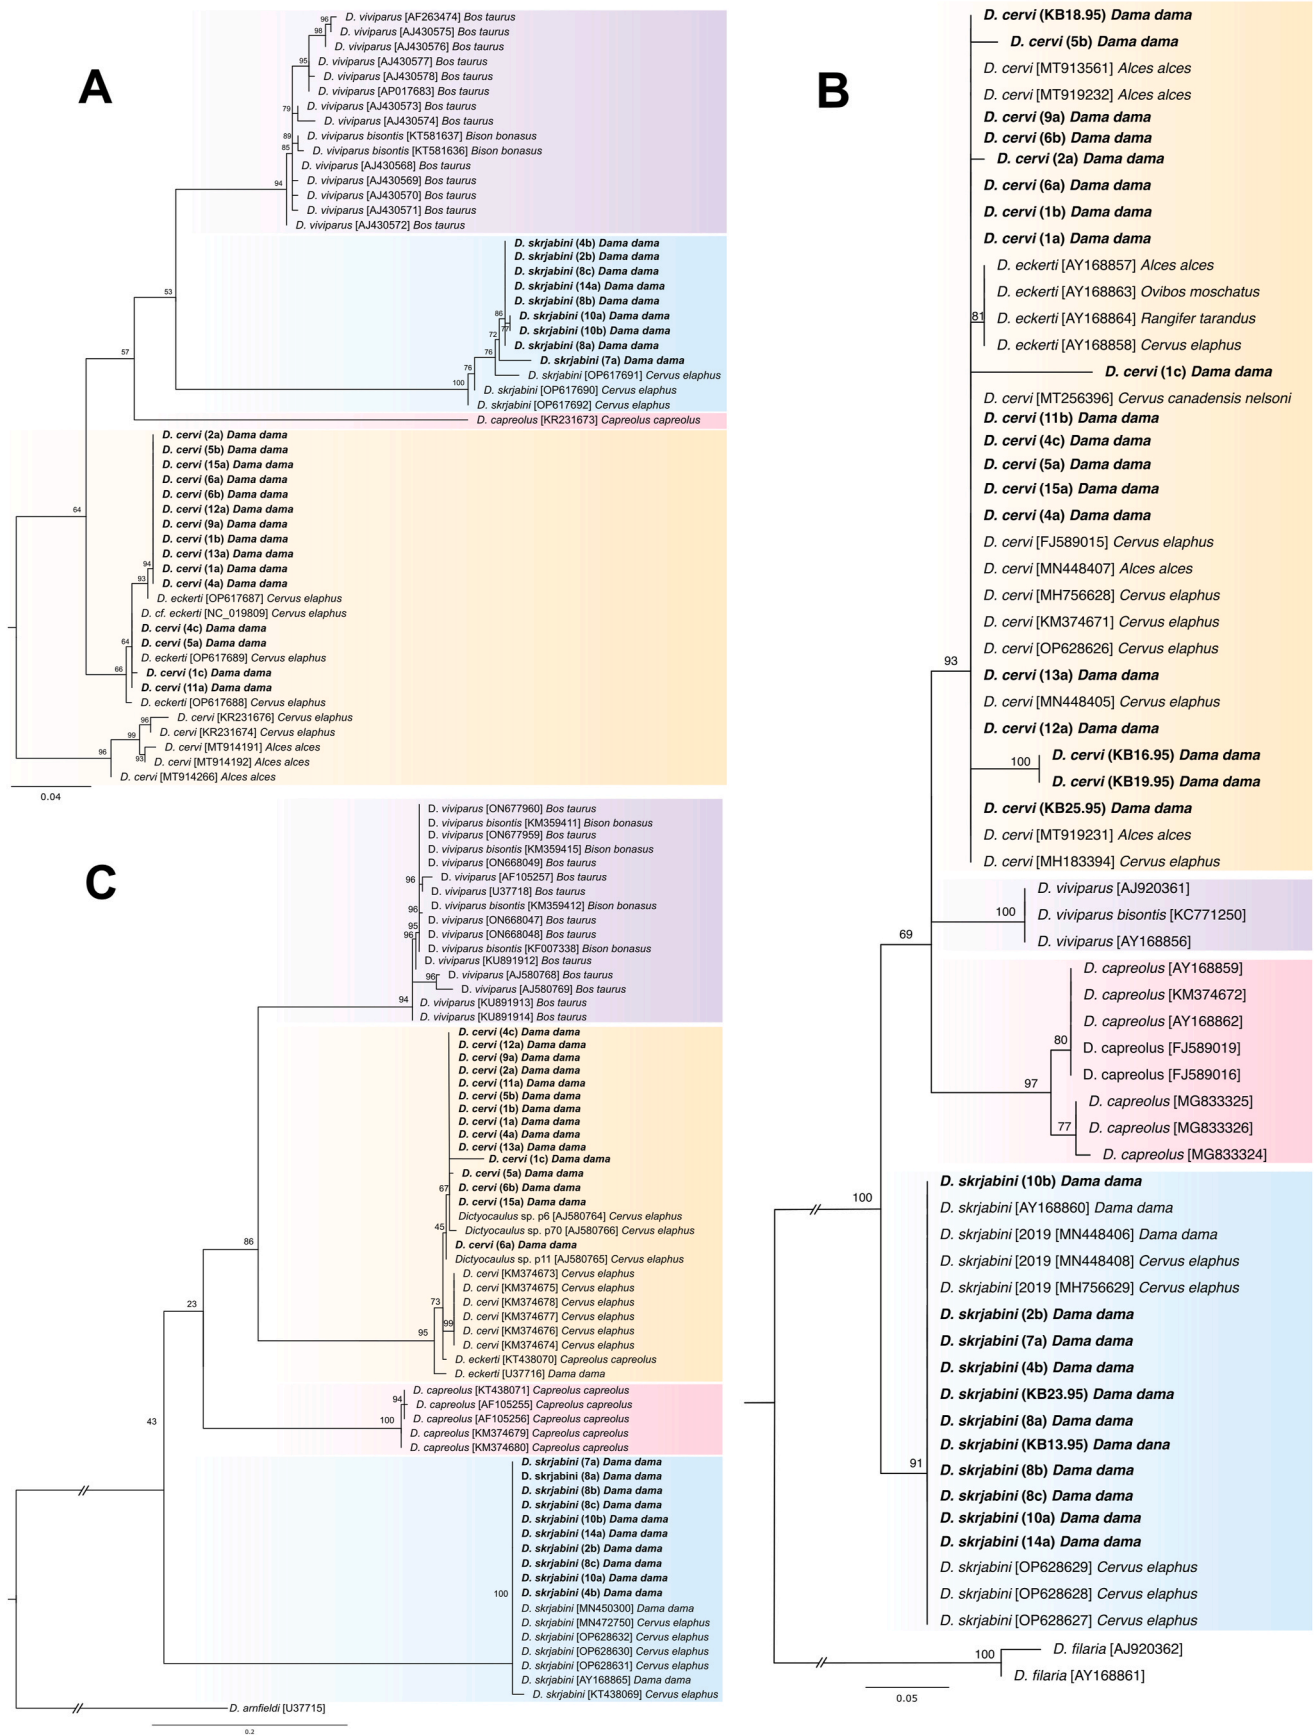 A
96
D. viviparus [AF263474] Bos taurus
98
D. viviparus [AJ430575] Bos taurus
D. viviparus [AJ430576] Bos taurus
95
D. viviparus [AJ430577] Bos taurus
D. viviparus [AJ430578] Bos taurus
D. viviparus [AP017683] Bos taurus
79
D. viviparus [AJ430573] Bos taurus
D. viviparus [AJ430574] Bos taurus
89
D. viviparus bisontis [KT581637] Bison bonasus
85
D. viviparus bisontis [KT581636] Bison bonasus
D. viviparus [AJ430568] Bos taurus
94
D. viviparus [AJ430569] Bos taurus
D. viviparus [AJ430570] Bos taurus
D. viviparus [AJ430571] Bos taurus
D. viviparus [AJ430572] Bos taurus
D. skrjabini (4b) Dama dama
D. skrjabini (2b) Dama dama
D. skrjabini (8c) Dama dama
D. skrjabini (14a) Dama dama
53
D. skrjabini (8b) Dama dama
86
D. skrjabini (10a) Dama dama
77
D. skrjabini (10b) Dama dama
72
D. skrjabini (8a) Dama dama
57
76
D. skrjabini (7a) Dama dama
76
D. skrjabini [OP617691] Cervus elaphus
100
D. skrjabini [OP617690] Cervus elaphus
D. skrjabini [OP617692] Cervus elaphus
D. capreolus [KR231673] Capreolus capreolus
D. cervi (2a) Dama dama
D. cervi (5b) Dama dama
D. cervi (15a) Dama dama
D. cervi (6a) Dama dama
D. cervi (6b) Dama dama
64
D. cervi (12a) Dama dama
D. cervi (9a) Dama dama
D. cervi (1b) Dama dama
D. cervi (13a) Dama dama
94
D. cervi (1a) Dama dama
93
D. cervi (4a) Dama dama
D. eckerti [OP617687] Cervus elaphus
D. cf. eckerti [NC_019809] Cervus elaphus
D. cervi (4c) Dama dama
64
D. cervi (5a) Dama dama
D. eckerti [OP617689] Cervus elaphus
66
D. cervi (1c) Dama dama
D. cervi (11a) Dama dama
D. eckerti [OP617688] Cervus elaphus
96
D. cervi [KR231676] Cervus elaphus
99
D. cervi [KR231674] Cervus elaphus
96
D. cervi [MT914191] Alces alces
93
D. cervi [MT914192] Alces alces
D. cervi [MT914266] Alces alces
0.04
B
D. cervi (KB18.95) Dama dama
D. cervi (5b) Dama dama
D. cervi [MT913561] Alces alces
D. cervi [MT919232] Alces alces
D. cervi (9a) Dama dama
D. cervi (6b) Dama dama
D. cervi (2a) Dama dama
D. cervi (6a) Dama dama
D. cervi (1b) Dama dama
D. cervi (1a) Dama dama
D. eckerti [AY168857] Alces alces
D. eckerti [AY168863] Ovibos moschatus
81
D. eckerti [AY168864] Rangifer tarandus
D. eckerti [AY168858] Cervus elaphus
D. cervi (1c) Dama dama
D. cervi [MT256396] Cervus canadensis nelsoni
D. cervi (11b) Dama dama
D. cervi (4c) Dama dama
D. cervi (5a) Dama dama
D. cervi (15a) Dama dama
D. cervi (4a) Dama dama
D. cervi [FJ589015] Cervus elaphus
D. cervi [MN448407] Alces alces
D. cervi [MH756628] Cervus elaphus
D. cervi [KM374671] Cervus elaphus
D. cervi [OP628626] Cervus elaphus
93
D. cervi (13a) Dama dama
D. cervi [MN448405] Cervus elaphus
D. cervi (12a) Dama dama
100
D. cervi (KB16.95) Dama dama
D. cervi (KB19.95) Dama dama
D. cervi (KB25.95) Dama dama
D. cervi [MT919231] Alces alces
D. cervi [MH183394] Cervus elaphus
D. viviparus [AJ920361]
100
D. viviparus bisontis [KC771250]
69
D. viviparus [AY168856]
D. capreolus [AY168859]
D. capreolus [KM374672]
D. capreolus [AY168862]
80
D. capreolus [FJ589019]
D. capreolus [FJ589016]
97
D. capreolus [MG833325]
77
D. capreolus [MG833326]
D. capreolus [MG833324]
D. skrjabini (10b) Dama dama
100
D. skrjabini [AY168860] Dama dama
D. skrjabini [2019 [MN448406] Dama dama
D. skrjabini [2019 [MN448408] Cervus elaphus
D. skrjabini [2019 [MH756629] Cervus elaphus
D. skrjabini (2b) Dama dama
D. skrjabini (7a) Dama dama
D. skrjabini (4b) Dama dama
D. skrjabini (KB23.95) Dama dama
D. skrjabini (8a) Dama dama
D. skrjabini (KB13.95) Dama dana
91
D. skrjabini (8b) Dama dama
D. skrjabini (8c) Dama dama
D. skrjabini (10a) Dama dama
D. skrjabini (14a) Dama dama
D. skrjabini [OP628629] Cervus elaphus
D. skrjabini [OP628628] Cervus elaphus
D. skrjabini [OP628627] Cervus elaphus
100
D. filaria [AJ920362]
D. filaria [AY168861]
0.05
C
D. viviparus [ON677960] Bos taurus
D. viviparus bisontis [KM359411] Bison bonasus
D. viviparus [ON677959] Bos taurus
D. viviparus bisontis [KM359415] Bison bonasus
D. viviparus [ON668049] Bos taurus
96
D. viviparus [AF105257] Bos taurus
D. viviparus [U37718] Bos taurus
96
D. viviparus bisontis [KM359412] Bison bonasus
D. viviparus [ON668047] Bos taurus
95
96
D. viviparus [ON668048] Bos taurus
D. viviparus bisontis [KF007338] Bison bonasus
D. viviparus [KU891912] Bos taurus
96
D. viviparus [AJ580768] Bos taurus
D. viviparus [AJ580769] Bos taurus
94
D. viviparus [KU891913] Bos taurus
D. viviparus [KU891914] Bos taurus
D. cervi (4c) Dama dama
D. cervi (12a) Dama dama
D. cervi (9a) Dama dama
D. cervi (2a) Dama dama
D. cervi (11a) Dama dama
D. cervi (5b) Dama dama
D. cervi (1b) Dama dama
D. cervi (1a) Dama dama
D. cervi (4a) Dama dama
D. cervi (13a) Dama dama
D. cervi (1c) Dama dama
D. cervi (5a) Dama dama
67
D. cervi (6b) Dama dama
D. cervi (15a) Dama dama
Dictyocaulus sp. p6 [AJ580764] Cervus elaphus
45
Dictyocaulus sp. p70 [AJ580766] Cervus elaphus
86
D. cervi (6a) Dama dama
Dictyocaulus sp. p11 [AJ580765] Cervus elaphus
D. cervi [KM374673] Cervus elaphus
D. cervi [KM374675] Cervus elaphus
23
73
D. cervi [KM374678] Cervus elaphus
D. cervi [KM374677] Cervus elaphus
99
D. cervi [KM374676] Cervus elaphus
95
D. cervi [KM374674] Cervus elaphus
D. eckerti [KT438070] Capreolus capreolus
D. eckerti [U37716] Dama dama
D. capreolus [KT438071] Capreolus capreolus
94
D. capreolus [AF105255] Capreolus capreolus
43
100
D. capreolus [AF105256] Capreolus capreolus
D. capreolus [KM374679] Capreolus capreolus
D. capreolus [KM374680] Capreolus capreolus
D. skrjabini (7a) Dama dama
D. skrjabini (8a) Dama dama
D. skrjabini (8b) Dama dama
D. skrjabini (8c) Dama dama
D. skrjabini (10b) Dama dama
D. skrjabini (14a) Dama dama
D. skrjabini (2b) Dama dama
D. skrjabini (8c) Dama dama
D. skrjabini (10a) Dama dama
100
D. skrjabini (4b) Dama dama
D. skrjabini [MN450300] Dama dama
D. skrjabini [MN472750] Cervus elaphus
D. skrjabini [OP628632] Cervus elaphus
D. skrjabini [OP628630] Cervus elaphus
D. skrjabini [OP628631] Cervus elaphus
D. skrjabini [AY168865] Dama dama
D. skrjabini [KT438069] Cervus elaphus
D. arnfieldi [U37715]
0.2